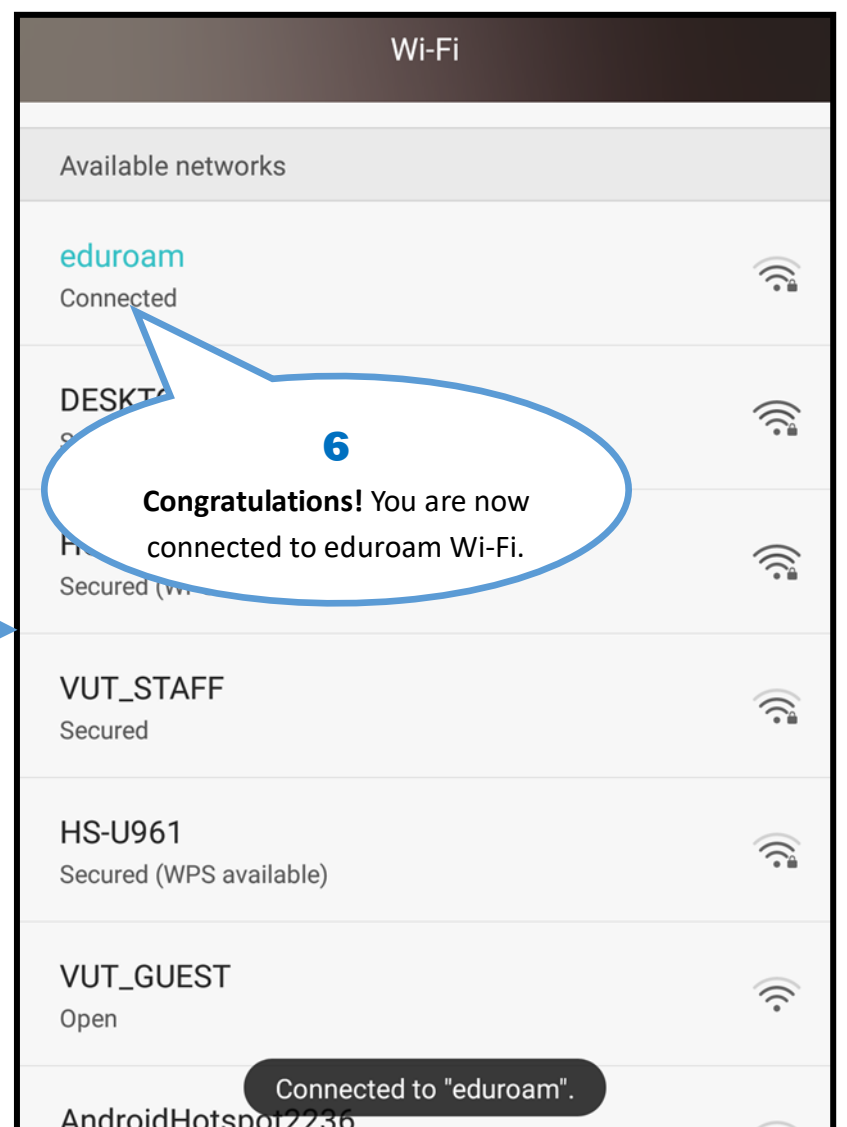 Wi-Fi
Available networks
eduroam
Connected
6
Congratulations! You are now
connected to eduroam Wi-Fi.
VUT_STAFF
Secured
HS-U961
Secured (WPS available)
VUT_GUEST
Open
Connected to "eduroam".
AndroidHotspot2236